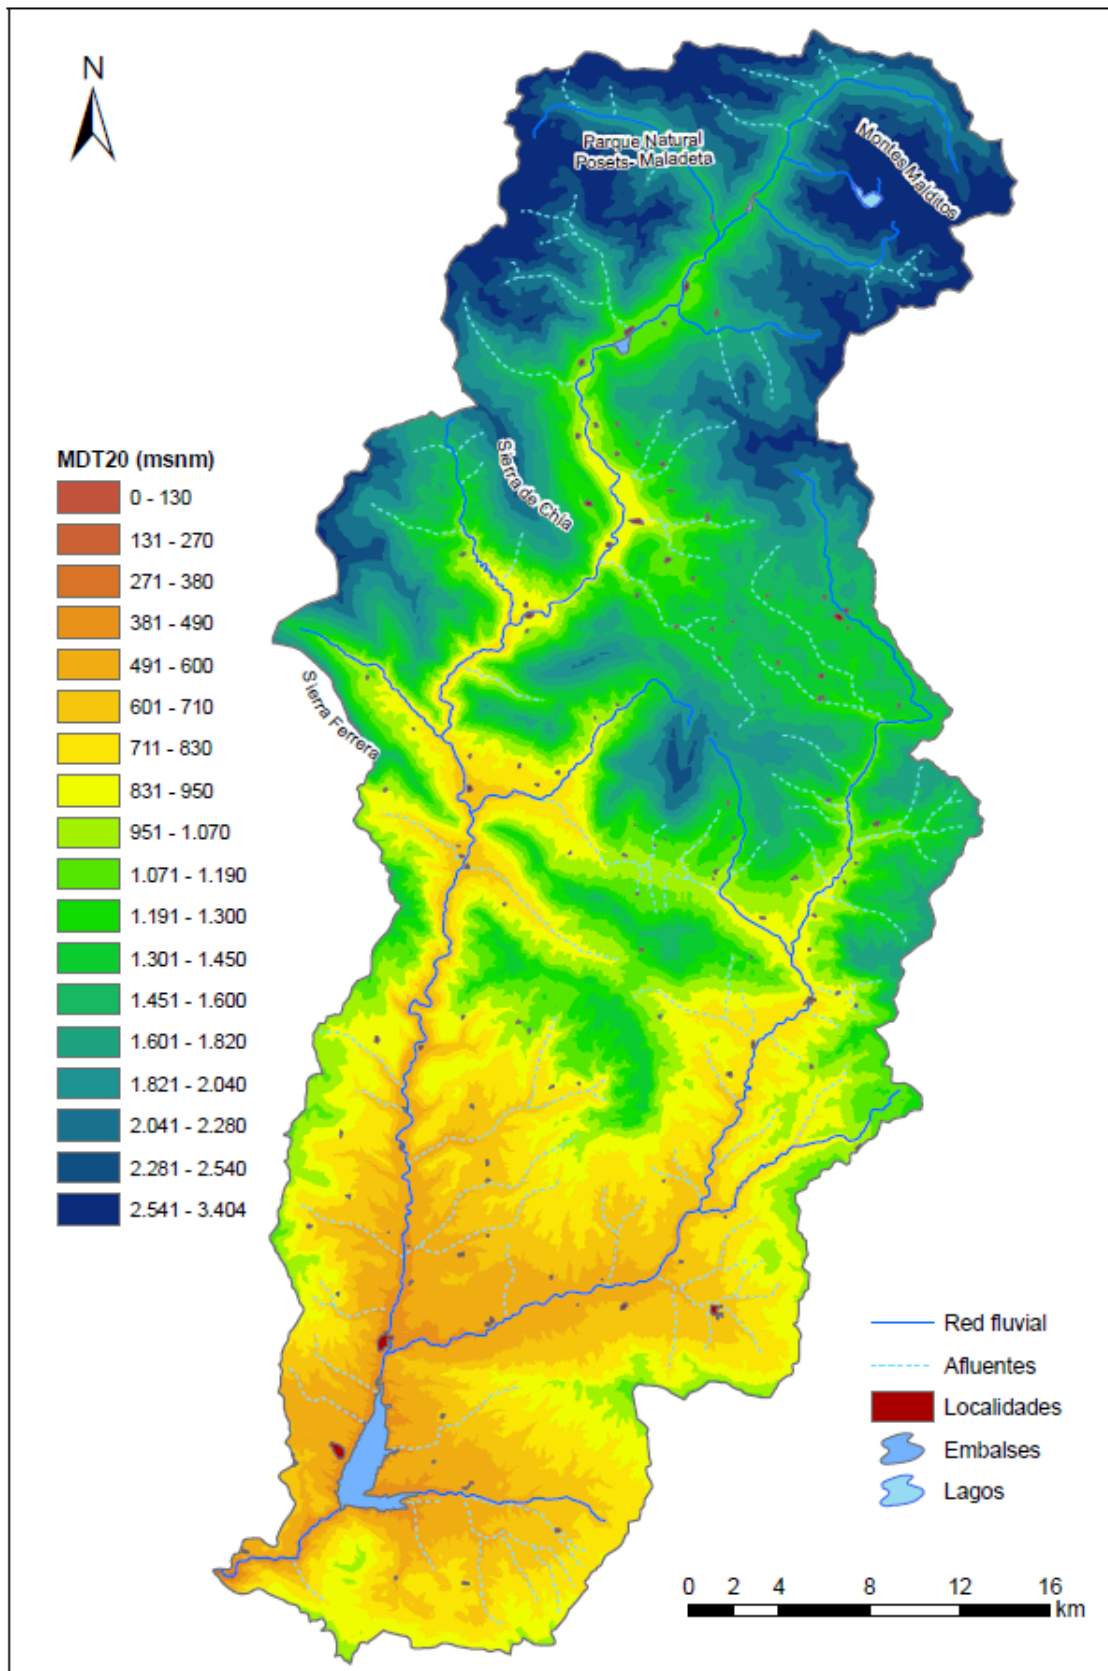 N
Parque Natural
Posets- Maladeta
Montes Malditos
Sierra de Chía
Sierra Ferrera
MDT20 (msnm)
0 - 130
131 - 270
271 - 380
381 - 490
491 - 600
601 - 710
711 - 830
831 - 950
951 - 1.070
1.071 - 1.190
1.191 - 1.300
1.301 - 1.450
1.451 - 1.600
1.601 - 1.820
1.821 - 2.040
2.041 - 2.280
2.281 - 2.540
2.541 - 3.404
Red fluvial
Afluentes
Localidades
Embalses
Lagos
0 2 4 8 12 16
km